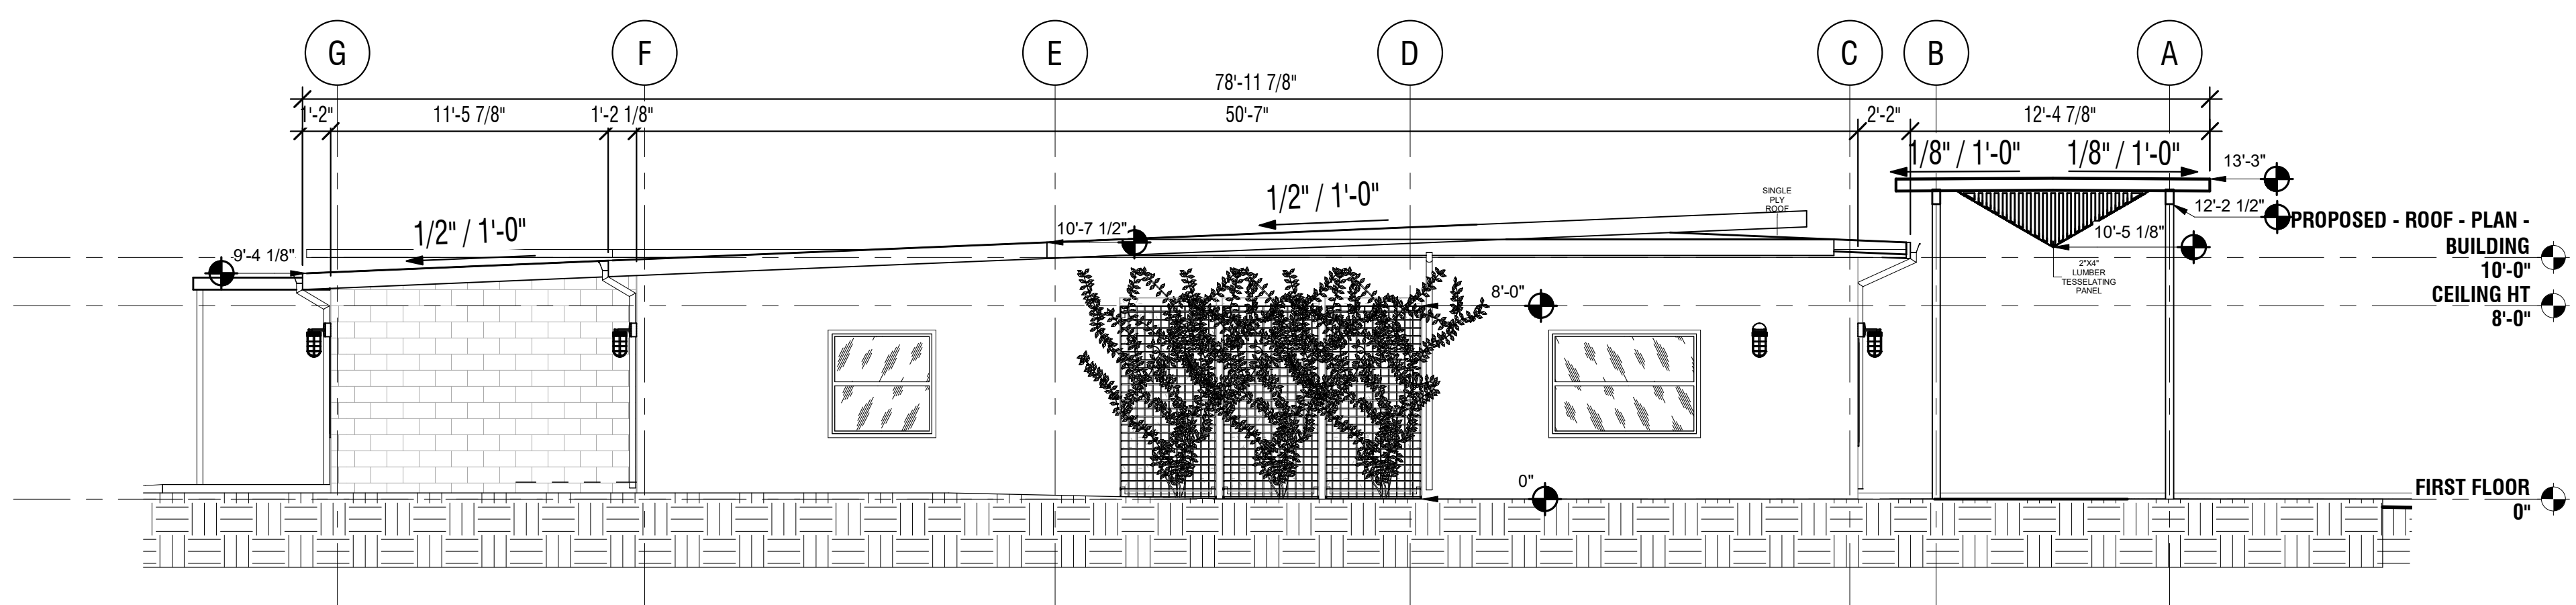 G
F
E
D
C
B
A
78'-11 7/8"
1'-2"
11'-5 7/8"
1'-2 1/8"
50'-7"
2'-2"
12'-4 7/8"
1/8" / 1'-0"
1/8" / 1'-0"
13'-3"
SINGLE
PLY
ROOF
1/2" / 1'-0"
12'-2 1/2"
PROPOSED - ROOF - PLAN -
BUILDING
10'-0"
1/2" / 1'-0"
10'-7 1/2"
10'-5 1/8"
9'-4 1/8"
2"X4"
LUMBER
TESSELATING
PANEL
8'-0"
CEILING HT
8'-0"
0"
FIRST FLOOR
0"